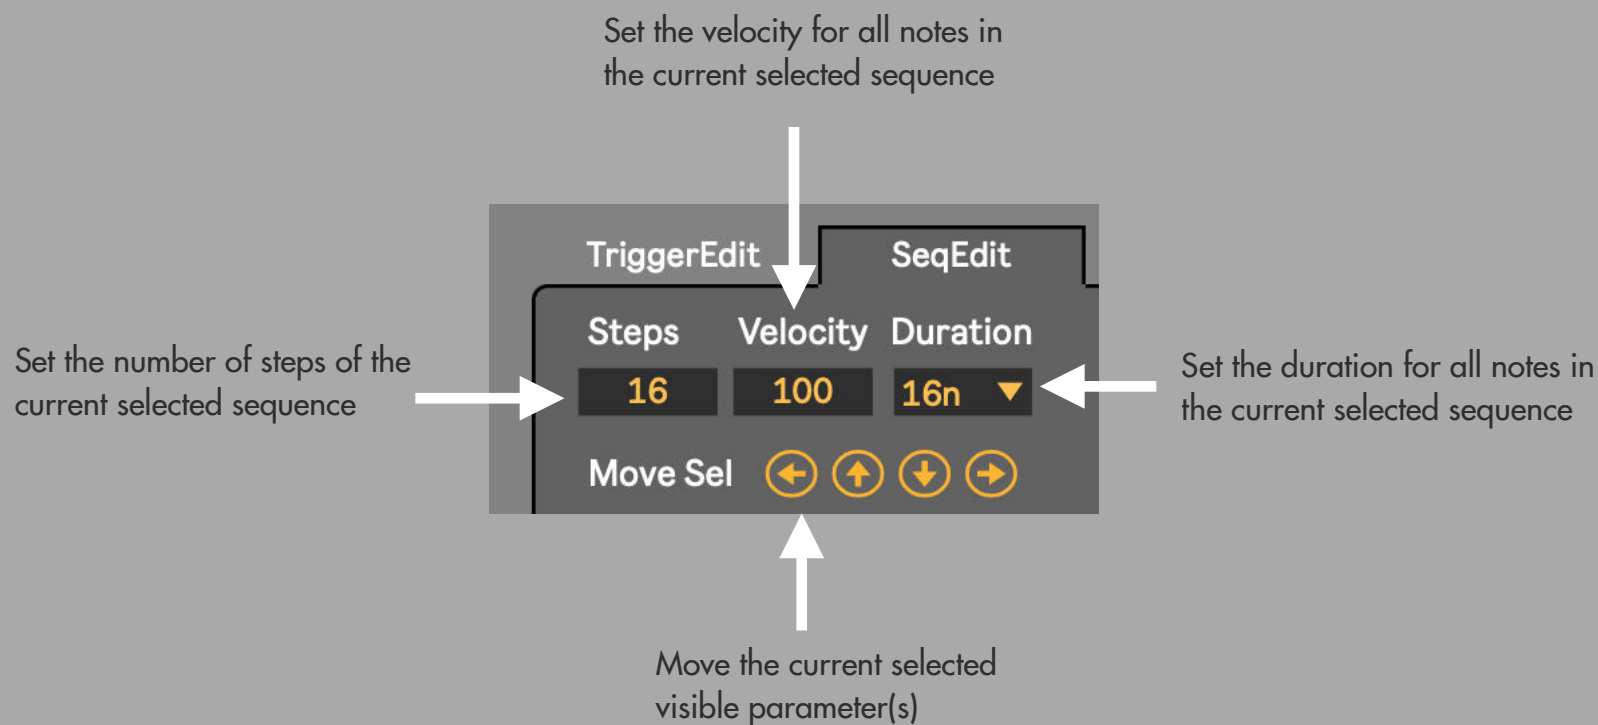 Set the velocity for all notes in
the current selected sequence
TriggerEdit
SeqEdit
Steps
Velocity
Duration
Set the number of steps of the
current selected sequence
16
100
16n
Set the duration for all notes in
the current selected sequence
Move Sel
Move the current selected
visible parameter(s)